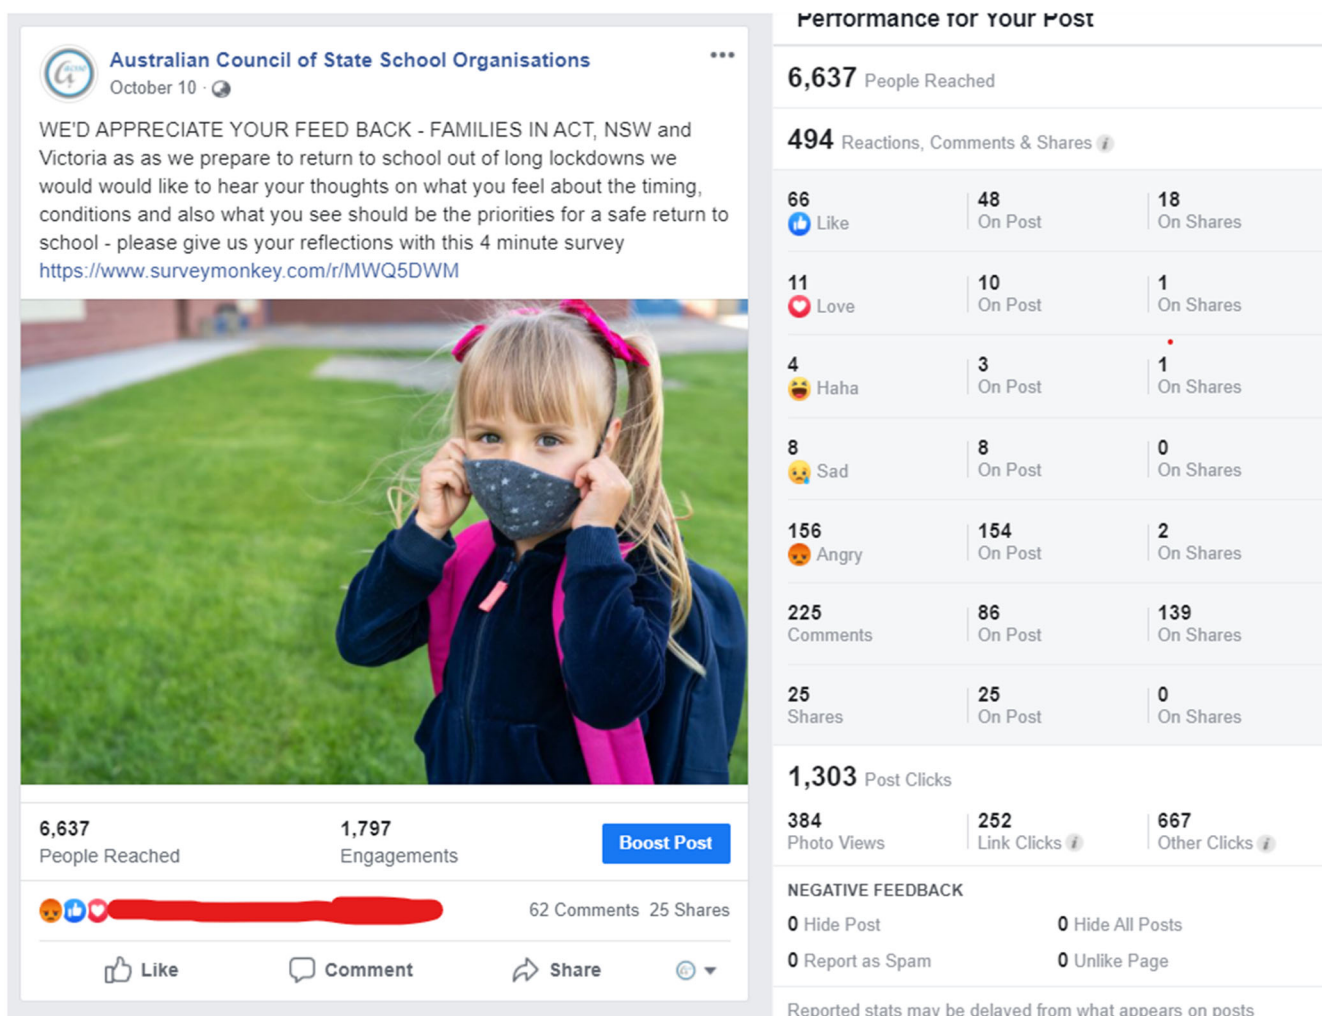 Australian Council of State School Organisations
October 10 ·
WE'D APPRECIATE YOUR FEED BACK - FAMILIES IN ACT, NSW and
Victoria as as we prepare to return to school out of long lockdowns we
would would like to hear your thoughts on what you feel about the timing,
conditions and also what you see should be the priorities for a safe return to
school - please give us your reflections with this 4 minute survey
https://www.surveymonkey.com/r/MWQ5DWM
6,637 1,797
People Reached Engagements
Boost Post
62 Comments 25 Shares
Like Comment Share
Performance for Your Post
6,637 People Reached
494 Reactions, Comments & Shares
66 48 18
Like On Post On Shares
11 10 1
Love On Post On Shares
4 3 1
Haha On Post On Shares
8 8 0
Sad On Post On Shares
156 154 2
Angry On Post On Shares
225 86 139
Comments On Post On Shares
25 25 0
Shares On Post On Shares
1,303 Post Clicks
384 252 667
Photo Views Link Clicks Other Clicks
NEGATIVE FEEDBACK
0 Hide Post 0 Hide All Posts
0 Report as Spam 0 Unlike Page
Reported stats may be delayed from what appears on posts